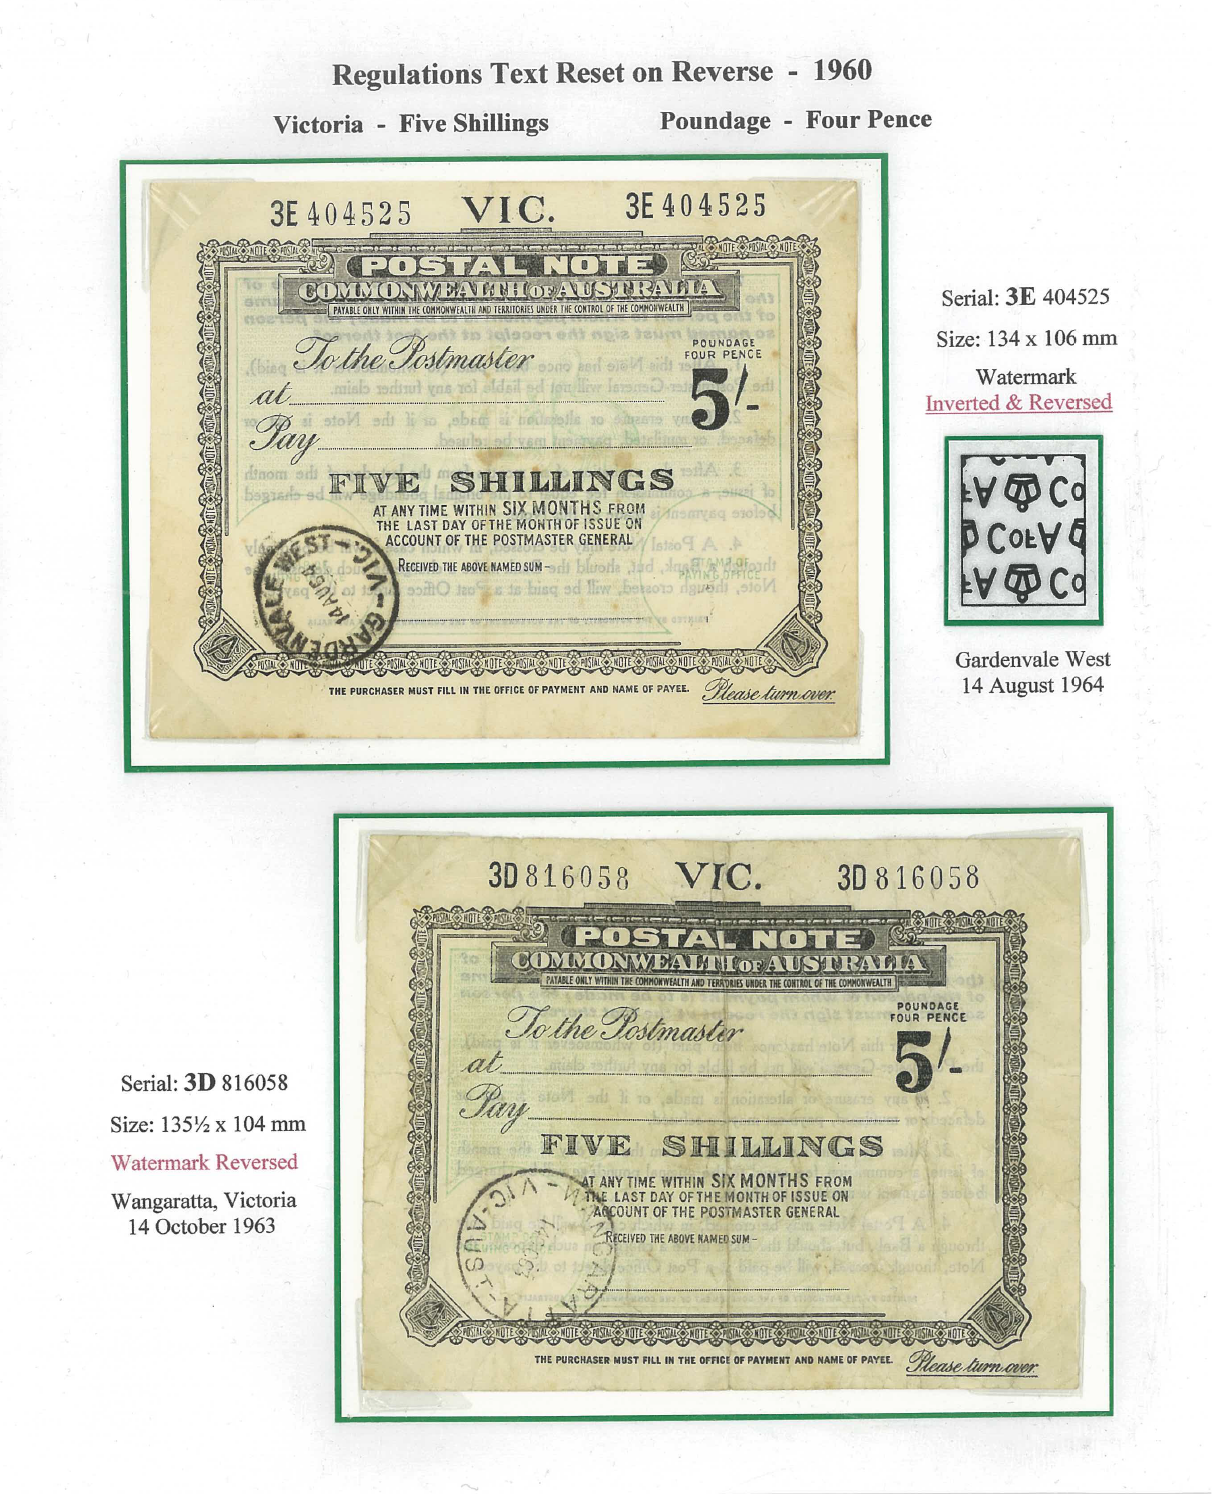 Regulations Text Reset on Reverse - 1960
Victoria - Five Shillings Poundage - Four Pence
3E 404525 VIC. 3E 404525
POSTAL NOTE
COMMONWEALTH OF AUSTRALIA
PAYABLE ONLY WITHIN THE COMMONWEALTH AND TERRITORIES UNDER THE CONTROL OF THE COMMONWEALTH
To the Postmaster
POUNDAGE
FOUR PENCE
at
5/-
Pay
FIVE SHILLINGS
AT ANY TIME WITHIN SIX MONTHS FROM
THE LAST DAY OF THE MONTH OF ISSUE ON
ACCOUNT OF THE POSTMASTER GENERAL
RECEIVED THE ABOVE NAMED SUM-
PAYING OFFICE
GARDENVALE WEST - VIC. -
14 AU 64
THE PURCHASER MUST FILL IN THE OFFICE OF PAYMENT AND NAME OF PAYEE. Please turn over.
Serial: 3E 404525
Size: 134 x 106 mm
Watermark
Inverted & Reversed
Gardenvale West
14 August 1964
3D 816058 VIC. 3D 816058
POSTAL NOTE
COMMONWEALTH OF AUSTRALIA
PAYABLE ONLY WITHIN THE COMMONWEALTH AND TERRITORIES UNDER THE CONTROL OF THE COMMONWEALTH
To the Postmaster
POUNDAGE
FOUR PENCE
at
5/-
Pay
FIVE SHILLINGS
AT ANY TIME WITHIN SIX MONTHS FROM
THE LAST DAY OF THE MONTH OF ISSUE ON
ACCOUNT OF THE POSTMASTER GENERAL
RECEIVED THE ABOVE NAMED SUM-
WANGARATTA - VIC - AUST
THE PURCHASER MUST FILL IN THE OFFICE OF PAYMENT AND NAME OF PAYEE. Please turn over.
Serial: 3D 816058
Size: 135½ x 104 mm
Watermark Reversed
Wangaratta, Victoria
14 October 1963